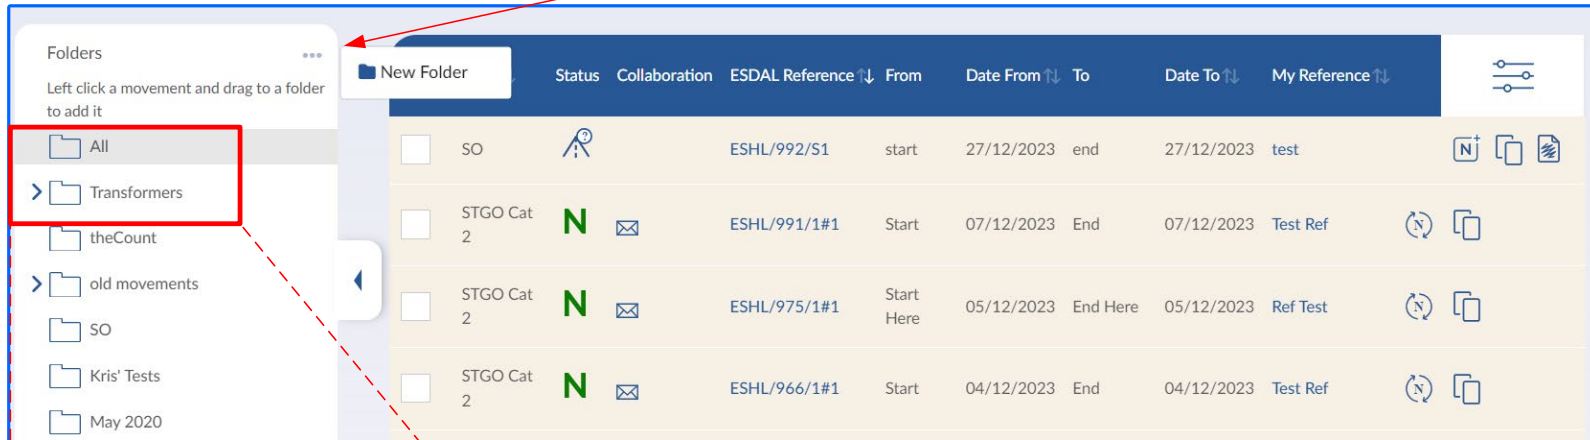 Folders
Left click a movement and drag to a folder
to add it
All
Transformers
theCount
old movements
SO
Kris' Tests
May 2020
New Folder
Status Collaboration ESDAL Reference From Date From To Date To My Reference
SO ESHL/992/S1 start 27/12/2023 end 27/12/2023 test
STGO Cat
2 N ESHL/991/1#1 Start 07/12/2023 End 07/12/2023 Test Ref
STGO Cat
2 N ESHL/975/1#1 Start
Here 05/12/2023 End Here 05/12/2023 Ref Test
STGO Cat
2 N ESHL/966/1#1 Start 04/12/2023 End 04/12/2023 Test Ref